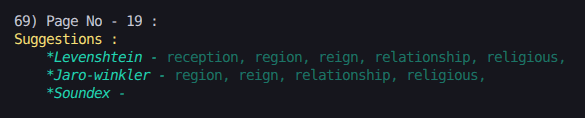 69) Page No - 19 :
Suggestions :
*Levenshtein - reception, region, reign, relationship, religious,
*Jaro-winkler - region, reign, relationship, religious,
*Soundex -